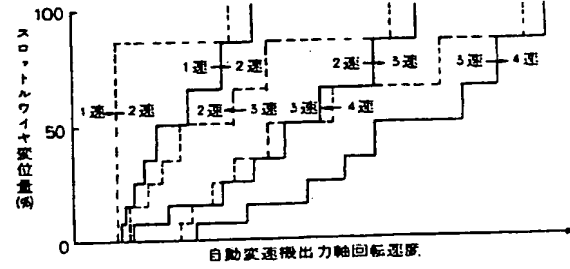 100
50
0
スロットルワイヤ変位量(%)
1速→2速
2速→3速
3速→4速
1速←2速
2速←3速
3速←4速
自動変速機出力軸回転速度